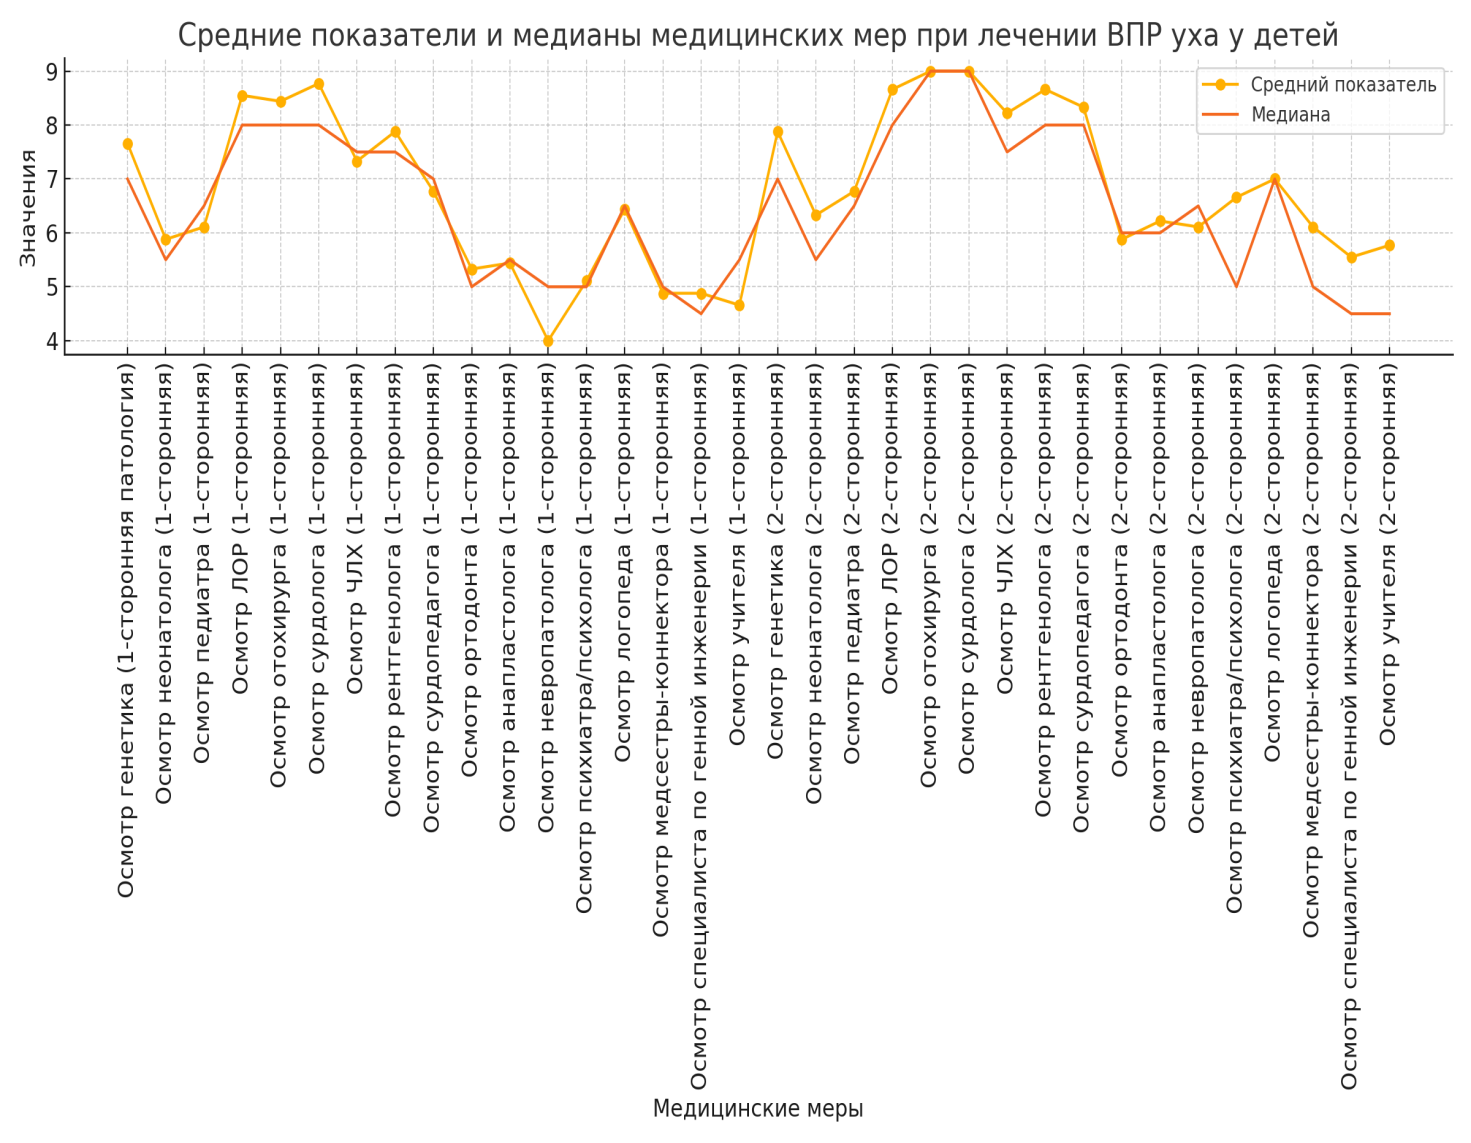 Средние показатели и медианы медицинских мер при лечении ВПР уха у детей
Средний показатель
Медиана
Значения
9
8
7
6
5
4
Осмотр генетика (1-сторонняя патология)
Осмотр неонатолога (1-сторонняя)
Осмотр педиатра (1-сторонняя)
Осмотр ЛОР (1-сторонняя)
Осмотр отохирурга (1-сторонняя)
Осмотр сурдолога (1-сторонняя)
Осмотр ЧЛХ (1-сторонняя)
Осмотр рентгенолога (1-сторонняя)
Осмотр сурдопедагога (1-сторонняя)
Осмотр ортодонта (1-сторонняя)
Осмотр анапластолога (1-сторонняя)
Осмотр невропатолога (1-сторонняя)
Осмотр психиатра/психолога (1-сторонняя)
Осмотр логопеда (1-сторонняя)
Осмотр медсестры-коннектора (1-сторонняя)
Осмотр специалиста по генной инженерии (1-сторонняя)
Осмотр учителя (1-сторонняя)
Осмотр генетика (2-сторонняя)
Осмотр неонатолога (2-сторонняя)
Осмотр педиатра (2-сторонняя)
Осмотр ЛОР (2-сторонняя)
Осмотр отохирурга (2-сторонняя)
Осмотр сурдолога (2-сторонняя)
Осмотр ЧЛХ (2-сторонняя)
Осмотр рентгенолога (2-сторонняя)
Осмотр сурдопедагога (2-сторонняя)
Осмотр ортодонта (2-сторонняя)
Осмотр анапластолога (2-сторонняя)
Осмотр невропатолога (2-сторонняя)
Осмотр психиатра/психолога (2-сторонняя)
Осмотр логопеда (2-сторонняя)
Осмотр медсестры-коннектора (2-сторонняя)
Осмотр специалиста по генной инженерии (2-сторонняя)
Осмотр учителя (2-сторонняя)
Медицинские меры